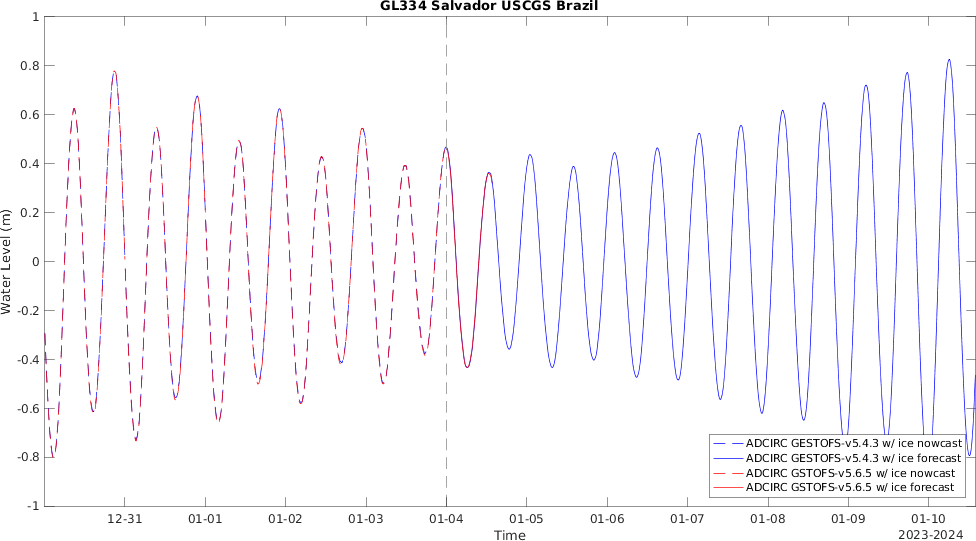 GL334 Salvador USCGS Brazil
1
0.8
0.6
0.4
0.2
0
-0.2
-0.4
-0.6
-0.8
-1
Water Level (m)
ADCIRC GESTOFS-v5.4.3 w/ ice nowcast
ADCIRC GESTOFS-v5.4.3 w/ ice forecast
ADCIRC GSTOFS-v5.6.5 w/ ice nowcast
ADCIRC GSTOFS-v5.6.5 w/ ice forecast
12-31 01-01 01-02 01-03 01-04 01-05 01-06 01-07 01-08 01-09 01-10
Time
2023-2024